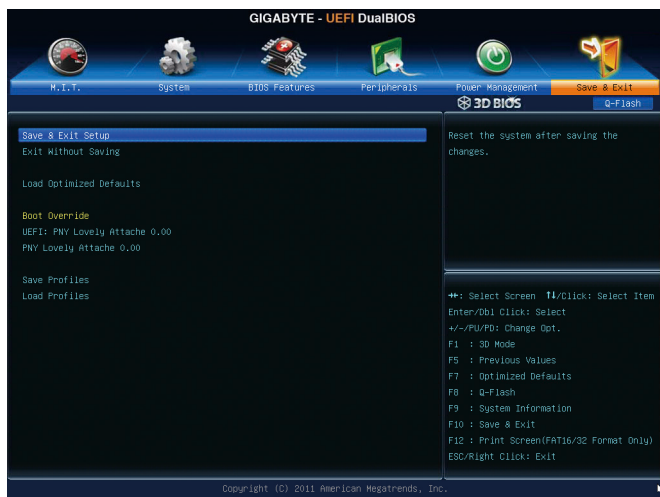 GIGABYTE - UEFI DualBIOS
M.I.T. System BIOS Features Peripherals Power Management Save & Exit
3D BIOS Q-Flash
Save & Exit Setup
Exit Without Saving
Load Optimized Defaults
Boot Override
UEFI: PNY Lovely Attache 0.00
PNY Lovely Attache 0.00
Save Profiles
Load Profiles
Reset the system after saving the
changes.
→←: Select Screen ↑↓/Click: Select Item
Enter/Dbl Click: Select
+/-/PU/PD: Change Opt.
F1 : 3D Mode
F5 : Previous Values
F7 : Optimized Defaults
F8 : Q-Flash
F9 : System Information
F10 : Save & Exit
F12 : Print Screen(FAT16/32 Format Only)
ESC/Right Click: Exit
Copyright (C) 2011 American Megatrends, Inc.